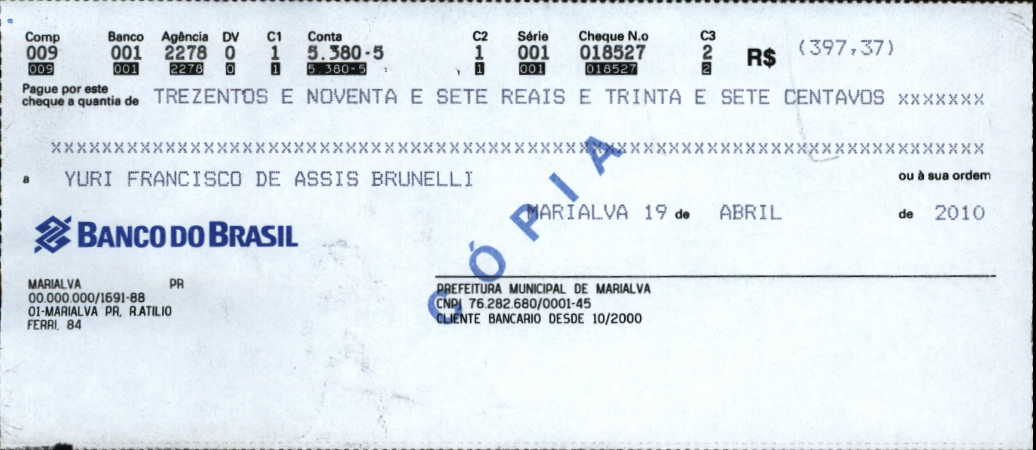 Comp Banco Agência DV C1 Conta C2 Série Cheque N.o C3
009 001 2278 0 1 5.380-5 1 001 018527 2 R$ (397,37)
009 001 2278 0 1 5.380-5 1 001 018527 2
Pague por este
cheque a quantia de TREZENTOS E NOVENTA E SETE REAIS E TRINTA E SETE CENTAVOS xxxxxxx
xxxxxxxxxxxxxxxxxxxxxxxxxxxxxxxxxxxxxxxxxxxxxxxxxxxxxxxxxxxxxxxxxxxxxxxxxxx
a YURI FRANCISCO DE ASSIS BRUNELLI ou à sua ordem
MARIALVA 19 de ABRIL de 2010
BANCO DO BRASIL
CÓPIA
MARIALVA PR
00.000.000/1691-88
01-MARIALVA PR, R.ATILIO
FERRI, 84
PREFEITURA MUNICIPAL DE MARIALVA
CNPJ 76.282.680/0001-45
CLIENTE BANCARIO DESDE 10/2000